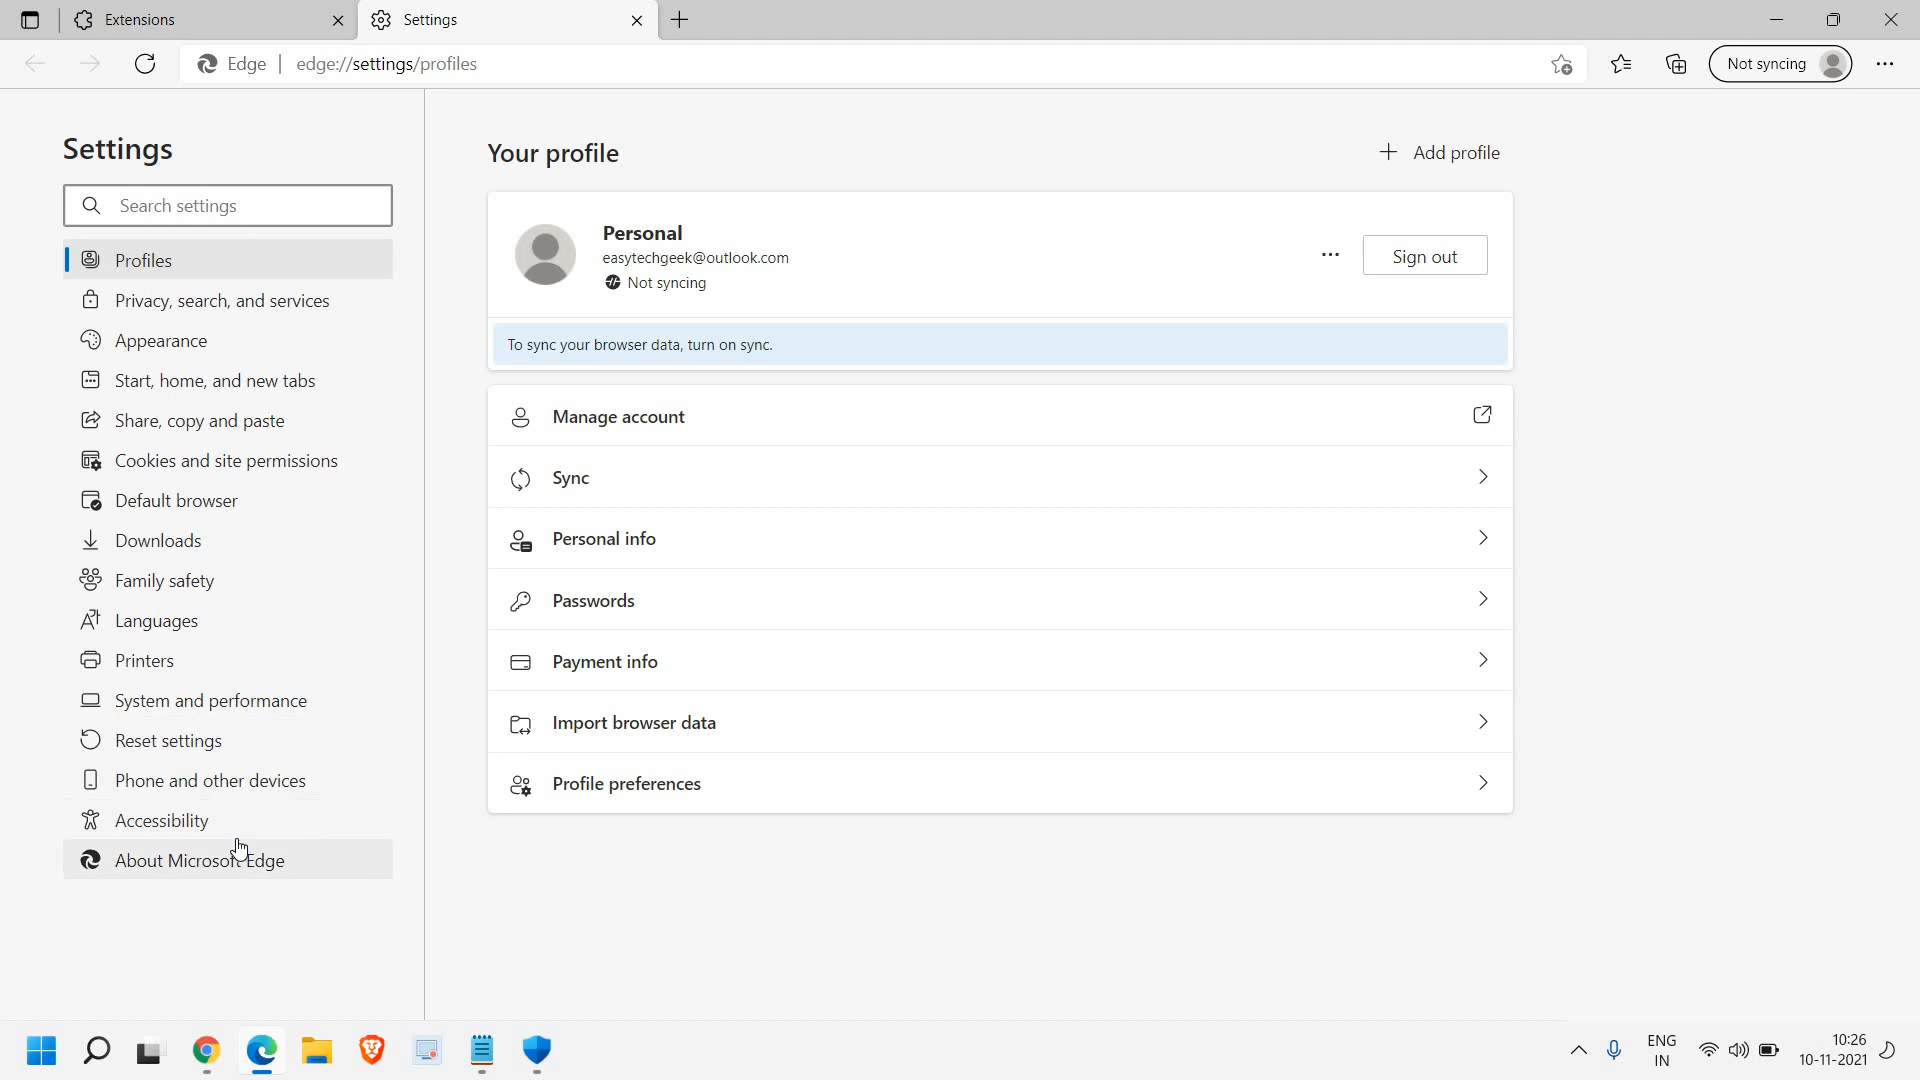 Extensions
Settings
Edge
edge://settings/profiles
Not syncing
Settings
Search settings
Profiles
Privacy, search, and services
Appearance
Start, home, and new tabs
Share, copy and paste
Cookies and site permissions
Default browser
Downloads
Family safety
Languages
Printers
System and performance
Reset settings
Phone and other devices
Accessibility
About Microsoft Edge
Your profile
Add profile
Personal
easytechgeek@outlook.com
Not syncing
Sign out
To sync your browser data, turn on sync.
Manage account
Sync
Personal info
Passwords
Payment info
Import browser data
Profile preferences
ENG
IN
10:26
10-11-2021